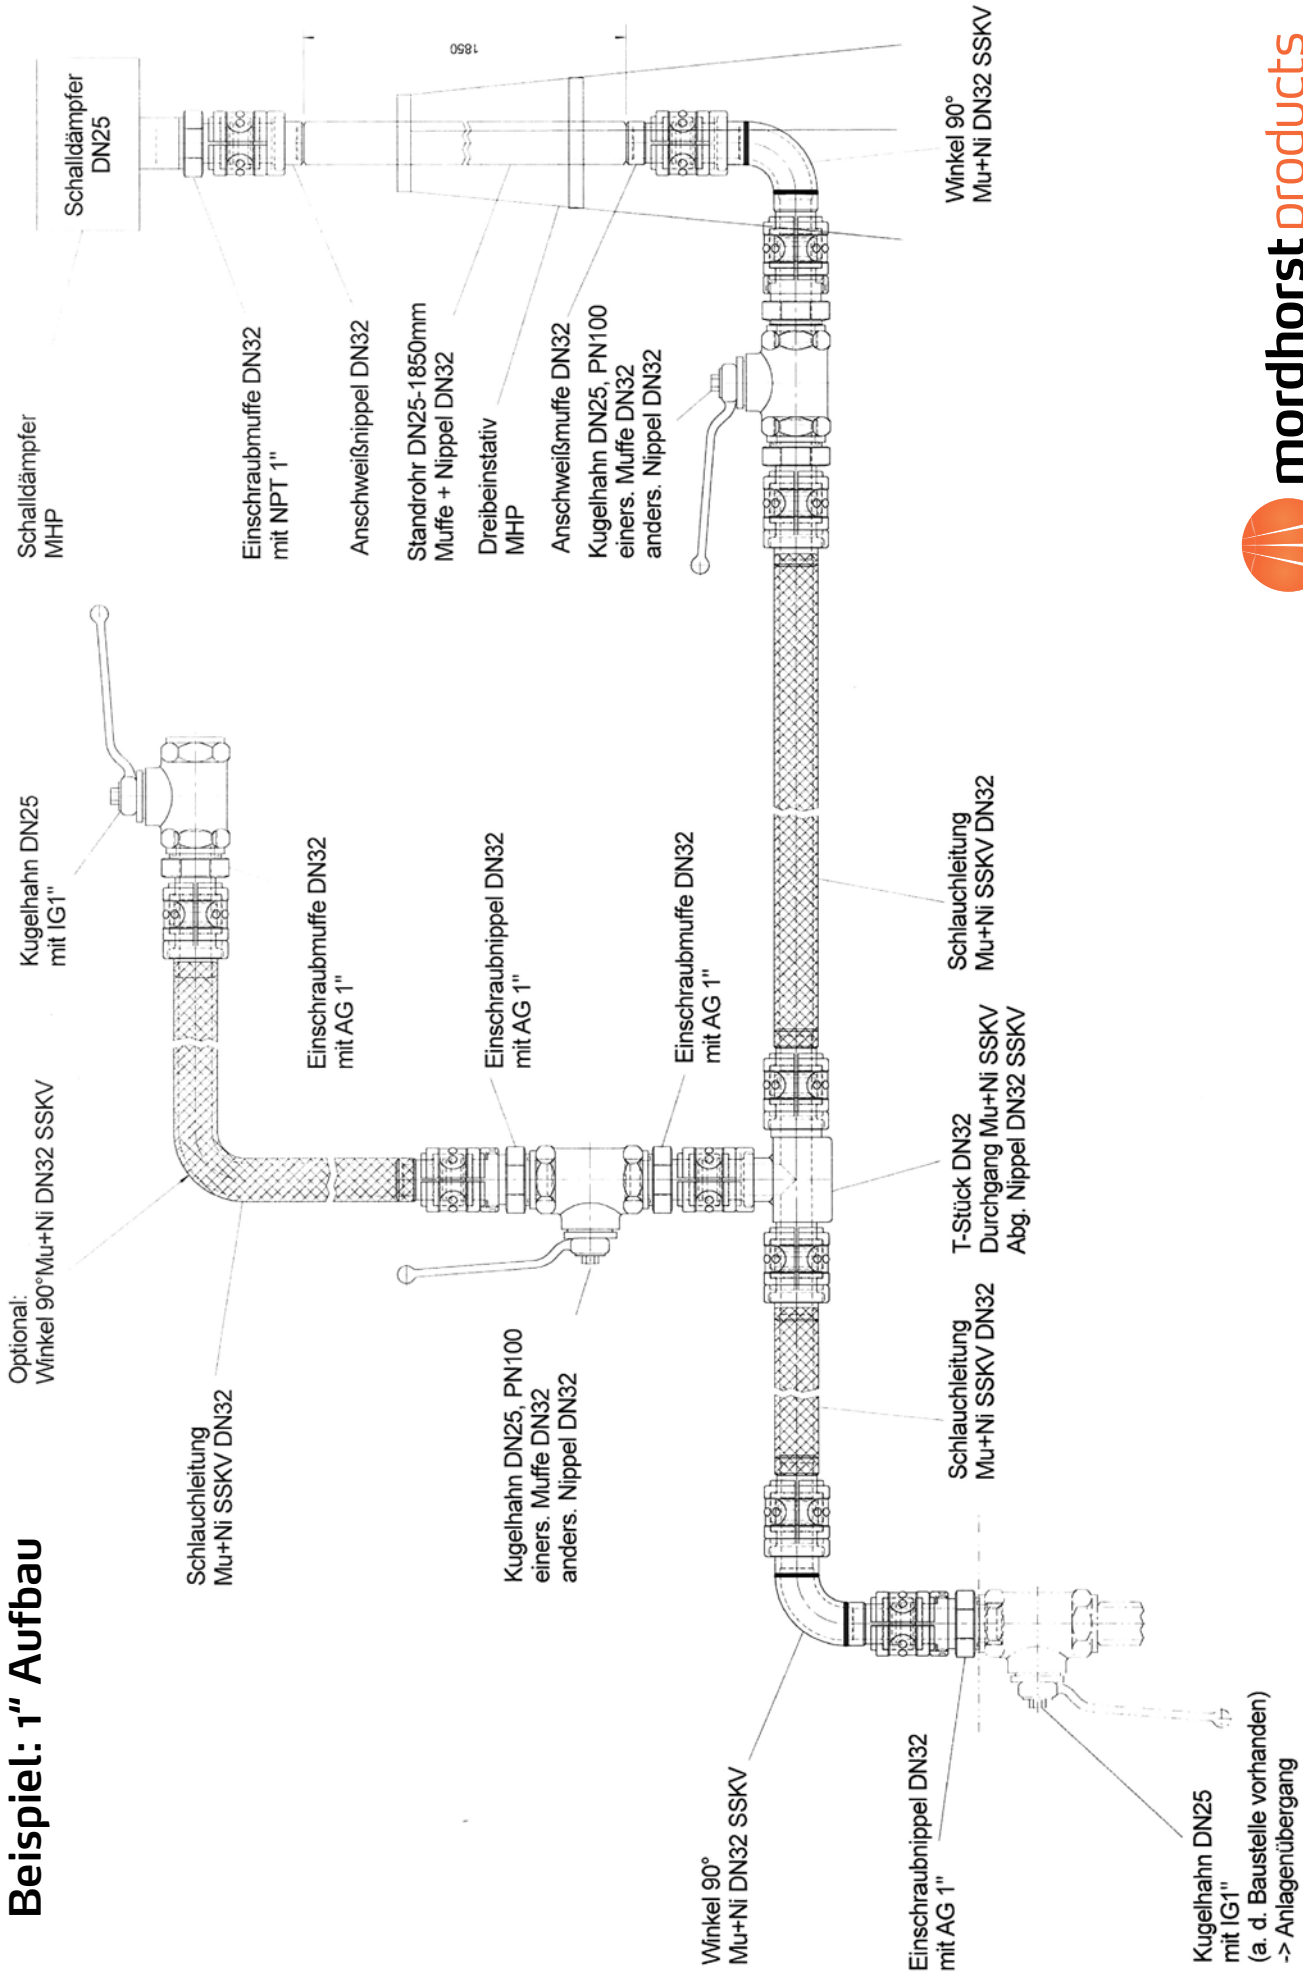 Beispiel: 1" Aufbau
Optional:
Winkel 90°Mu+Ni DN32 SSKV
Kugelhahn DN25
mit IG1"
Schalldämpfer
MHP
Schalldämpfer
DN25
Schlauchleitung
Mu+Ni SSKV DN32
Einschraubmuffe DN32
mit AG 1"
Einschraubmuffe DN32
mit NPT 1"
Anschweißnippel DN32
Standrohr DN25-1850mm
Muffe + Nippel DN32
1850
Dreibeinstativ
MHP
Anschweißmuffe DN32
Kugelhahn DN25, PN100
einers. Muffe DN32
anders. Nippel DN32
Einschraubnippel DN32
mit AG 1"
Kugelhahn DN25, PN100
einers. Muffe DN32
anders. Nippel DN32
Einschraubmuffe DN32
mit AG 1"
Winkel 90°
Mu+Ni DN32 SSKV
Einschraubnippel DN32
mit AG 1"
Schlauchleitung
Mu+Ni SSKV DN32
T-Stück DN32
Durchgang Mu+Ni SSKV
Abg. Nippel DN32 SSKV
Schlauchleitung
Mu+Ni SSKV DN32
Winkel 90°
Mu+Ni DN32 SSKV
Kugelhahn DN25
mit IG1"
(a. d. Baustelle vorhanden)
-> Anlagenübergang
mordhorst products